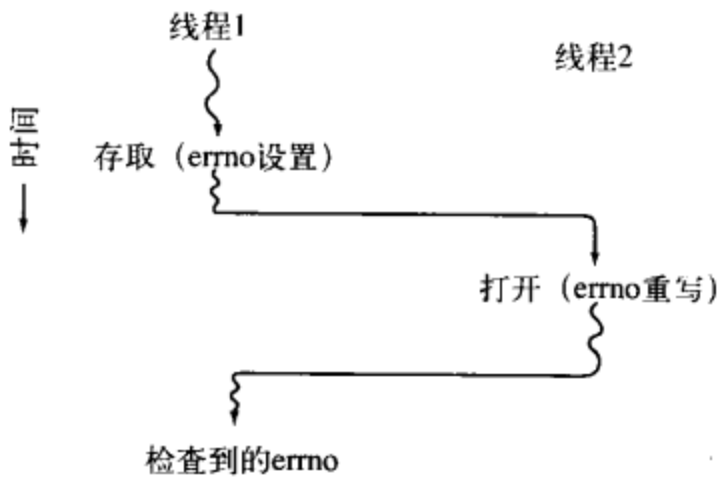 线程1
线程2
时间
存取（errno设置）
打开（errno重写）
检查到的errno